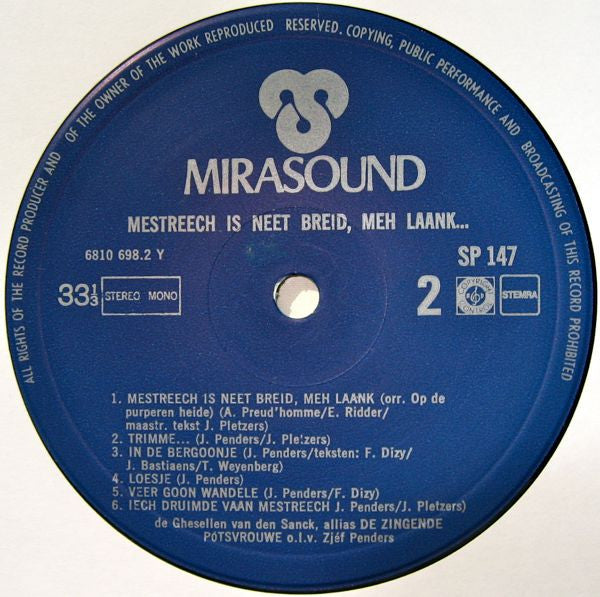 ALL RIGHTS OF THE RECORD PRODUCER AND OF THE OWNER OF THE WORK REPRODUCED RESERVED. COPYING, PUBLIC PERFORMANCE AND BROADCASTING OF THIS RECORD PROHIBITED
MIRASOUND
MESTREECH IS NEET BREID, MEH LAANK...
6810 698.2 Y
SP 147
33⅓ STEREO MONO
2 COPYRIGHT CONTROL STEMRA
1. MESTREECH IS NEET BREID, MEH LAANK (orr. Op de
purperen heide) (A. Preud'homme/E. Ridder/
maastr. tekst J. Pletzers)
2. TRIMME... (J. Penders/J. Pletzers)
3. IN DE BERGOONJE (J. Penders/teksten: F. Dizy/
J. Bastiaens/T. Weyenberg)
4. LOESJE (J. Penders)
5. VEER GOON WANDELE (J. Penders/F. Dizy)
6. IECH DRUIMDE VAAN MESTREECH J. Penders/J. Pletzers)
de Ghesellen van den Sanck, allias DE ZINGENDE
PóTSVROUWE o.l.v. Zjéf Penders